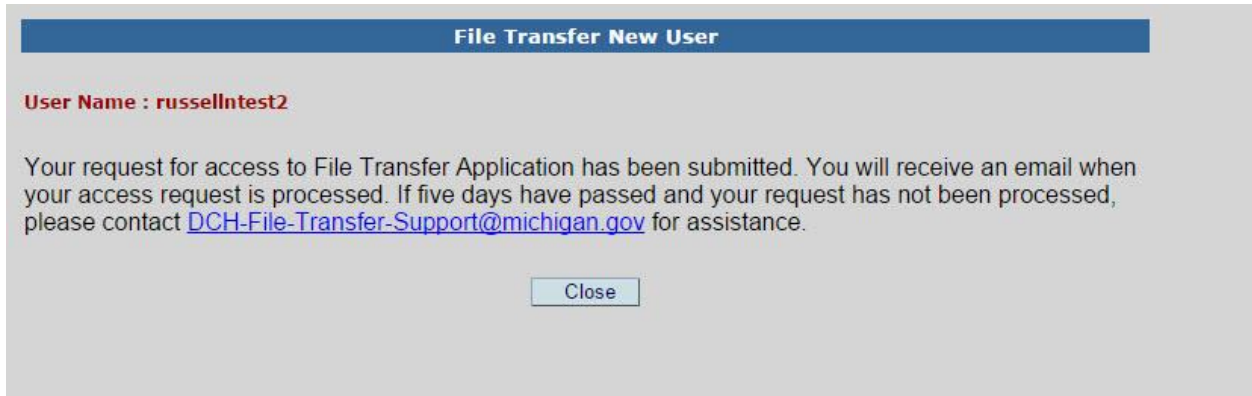 File Transfer New User
User Name : russellntest2
Your request for access to File Transfer Application has been submitted. You will receive an email when
your access request is processed. If five days have passed and your request has not been processed,
please contact DCH-File-Transfer-Support@michigan.gov for assistance.
Close